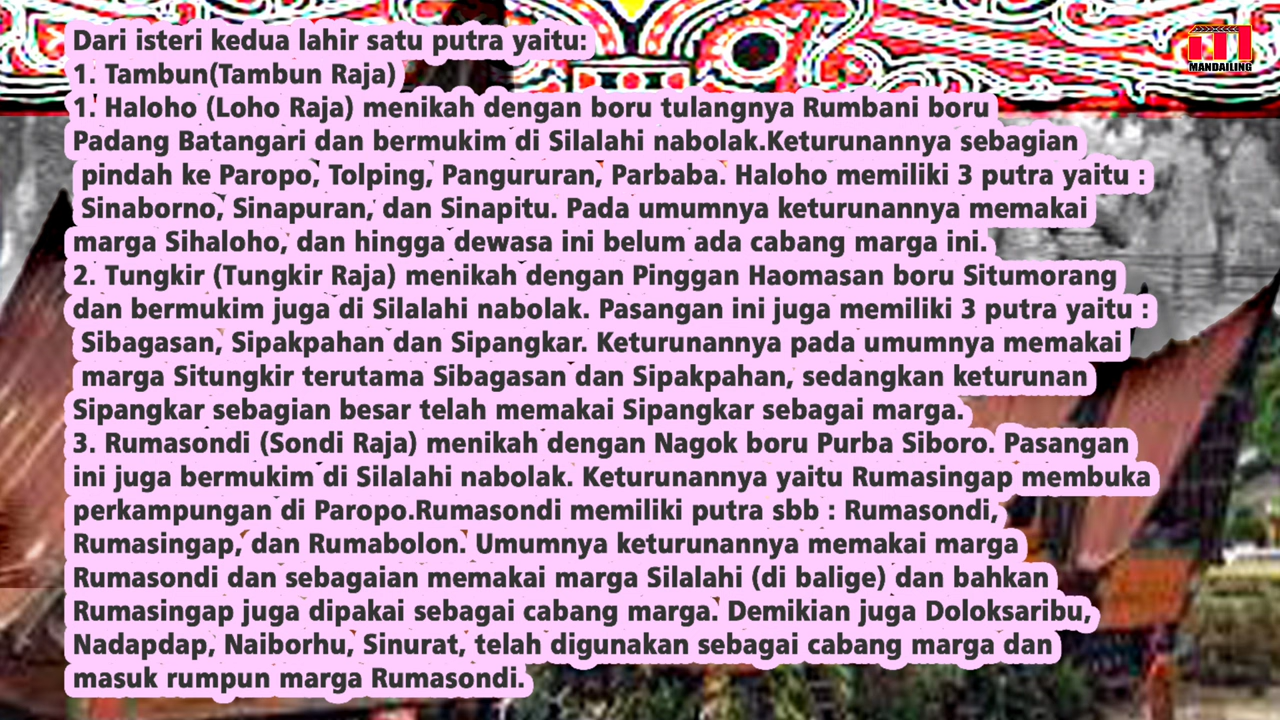 Dari isteri kedua lahir satu putra yaitu:
1. Tambun(Tambun Raja)
1. Haloho (Loho Raja) menikah dengan boru tulangnya Rumbani boru
Padang Batangari dan bermukim di Silalahi nabolak.Keturunannya sebagian
pindah ke Paropo, Tolping, Pangururan, Parbaba. Haloho memiliki 3 putra yaitu :
Sinaborno, Sinapuran, dan Sinapitu. Pada umumnya keturunannya memakai
marga Sihaloho, dan hingga dewasa ini belum ada cabang marga ini.
2. Tungkir (Tungkir Raja) menikah dengan Pinggan Haomasan boru Situmorang
dan bermukim juga di Silalahi nabolak. Pasangan ini juga memiliki 3 putra yaitu :
Sibagasan, Sipakpahan dan Sipangkar. Keturunannya pada umumnya memakai
marga Situngkir terutama Sibagasan dan Sipakpahan, sedangkan keturunan
Sipangkar sebagian besar telah memakai Sipangkar sebagai marga.
3. Rumasondi (Sondi Raja) menikah dengan Nagok boru Purba Siboro. Pasangan
ini juga bermukim di Silalahi nabolak. Keturunannya yaitu Rumasingap membuka
perkampungan di Paropo.Rumasondi memiliki putra sbb : Rumasondi,
Rumasingap, dan Rumabolon. Umumnya keturunannya memakai marga
Rumasondi dan sebagaian memakai marga Silalahi (di balige) dan bahkan
Rumasingap juga dipakai sebagai cabang marga. Demikian juga Doloksaribu,
Nadapdap, Naiborhu, Sinurat, telah digunakan sebagai cabang marga dan
masuk rumpun marga Rumasondi.
MANDAILING